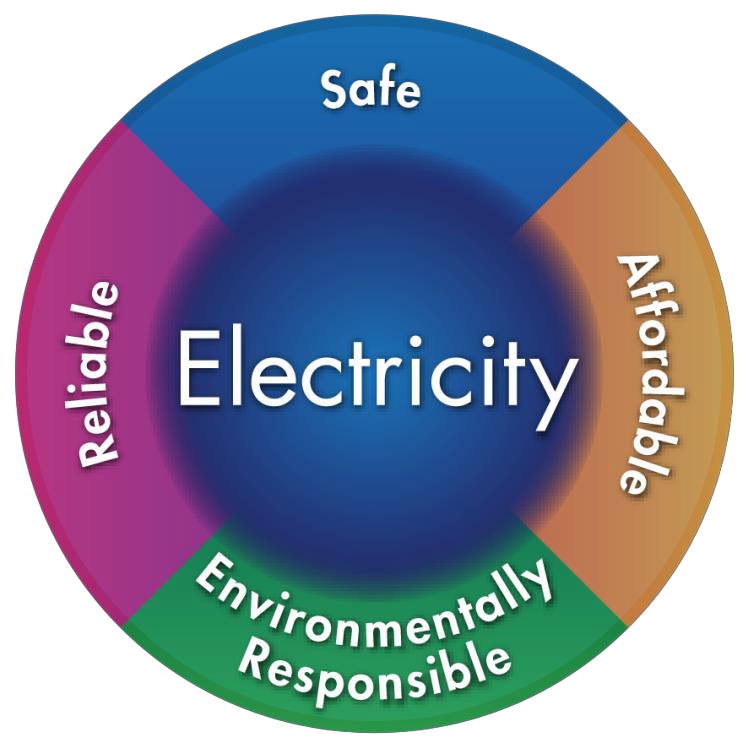 Safe
Reliable
Electricity
Affordable
Environmentally
Responsible